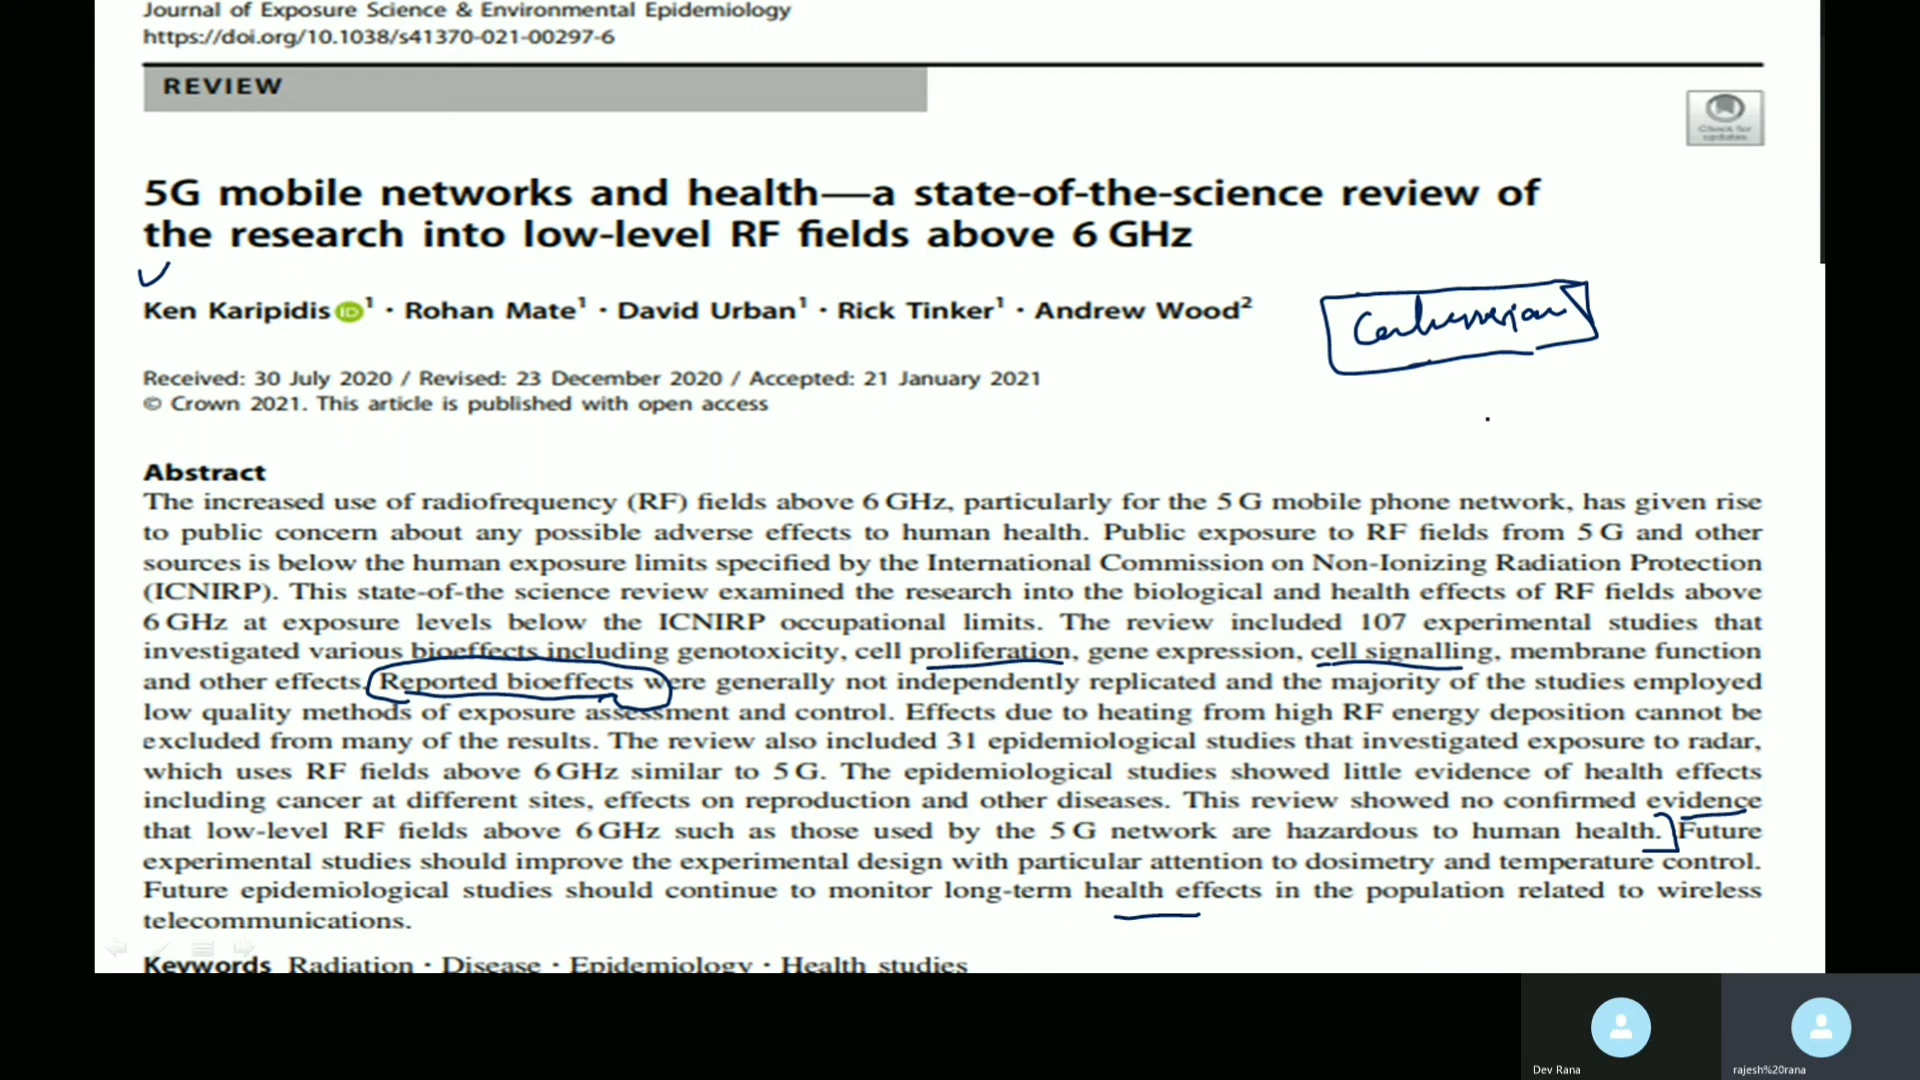 Journal of Exposure Science & Environmental Epidemiology
https://doi.org/10.1038/s41370-021-00297-6
REVIEW
Check for
updates
5G mobile networks and health—a state-of-the-science review of
the research into low-level RF fields above 6 GHz
Ken Karipidis iD 1 · Rohan Mate1 · David Urban1 · Rick Tinker1 · Andrew Wood2
Received: 30 July 2020 / Revised: 23 December 2020 / Accepted: 21 January 2021
© Crown 2021. This article is published with open access
Abstract
The increased use of radiofrequency (RF) fields above 6 GHz, particularly for the 5 G mobile phone network, has given rise
to public concern about any possible adverse effects to human health. Public exposure to RF fields from 5 G and other
sources is below the human exposure limits specified by the International Commission on Non-Ionizing Radiation Protection
(ICNIRP). This state-of-the science review examined the research into the biological and health effects of RF fields above
6 GHz at exposure levels below the ICNIRP occupational limits. The review included 107 experimental studies that
investigated various bioeffects including genotoxicity, cell proliferation, gene expression, cell signalling, membrane function
and other effects. Reported bioeffects were generally not independently replicated and the majority of the studies employed
low quality methods of exposure assessment and control. Effects due to heating from high RF energy deposition cannot be
excluded from many of the results. The review also included 31 epidemiological studies that investigated exposure to radar,
which uses RF fields above 6 GHz similar to 5 G. The epidemiological studies showed little evidence of health effects
including cancer at different sites, effects on reproduction and other diseases. This review showed no confirmed evidence
that low-level RF fields above 6 GHz such as those used by the 5 G network are hazardous to human health. Future
experimental studies should improve the experimental design with particular attention to dosimetry and temperature control.
Future epidemiological studies should continue to monitor long-term health effects in the population related to wireless
telecommunications.
Keywords Radiation · Disease · Epidemiology · Health studies
Dev Rana
rajesh%20rana